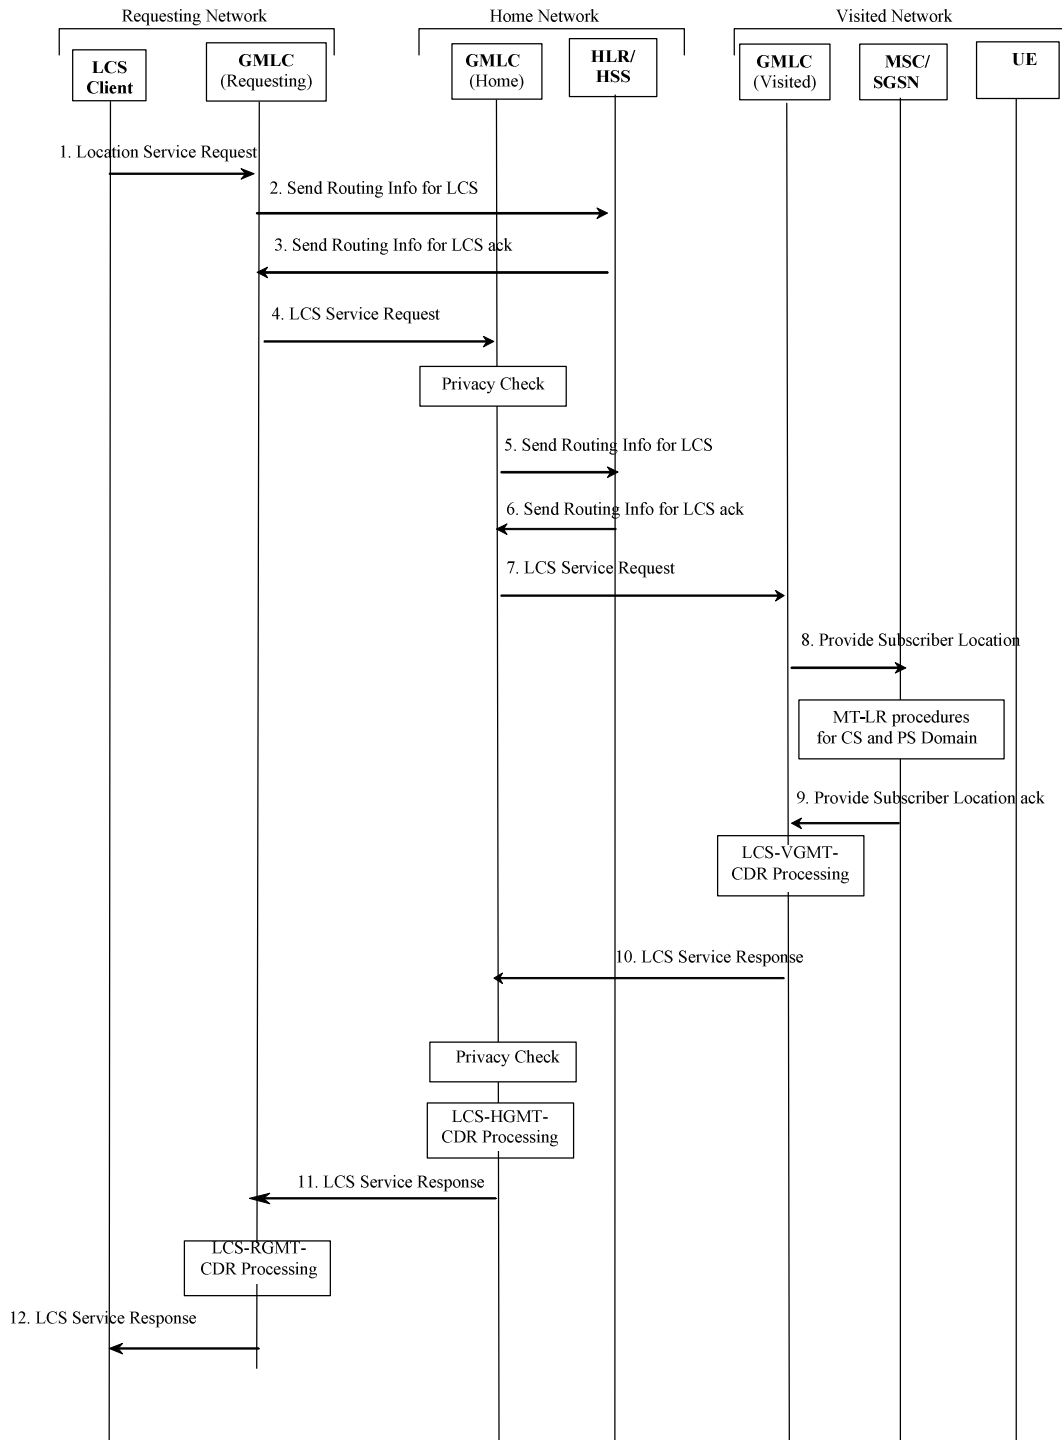 Requesting Network
Home Network
Visited Network
LCS
Client
GMLC
(Requesting)
GMLC
(Home)
HLR/
HSS
GMLC
(Visited)
MSC/
SGSN
UE
1. Location Service Request
2. Send Routing Info for LCS
3. Send Routing Info for LCS ack
4. LCS Service Request
Privacy Check
5. Send Routing Info for LCS
6. Send Routing Info for LCS ack
7. LCS Service Request
8. Provide Subscriber Location
MT-LR procedures
for CS and PS Domain
9. Provide Subscriber Location ack
LCS-VGMT-
CDR Processing
10. LCS Service Response
Privacy Check
LCS-HGMT-
CDR Processing
11. LCS Service Response
LCS-RGMT-
CDR Processing
12. LCS Service Response